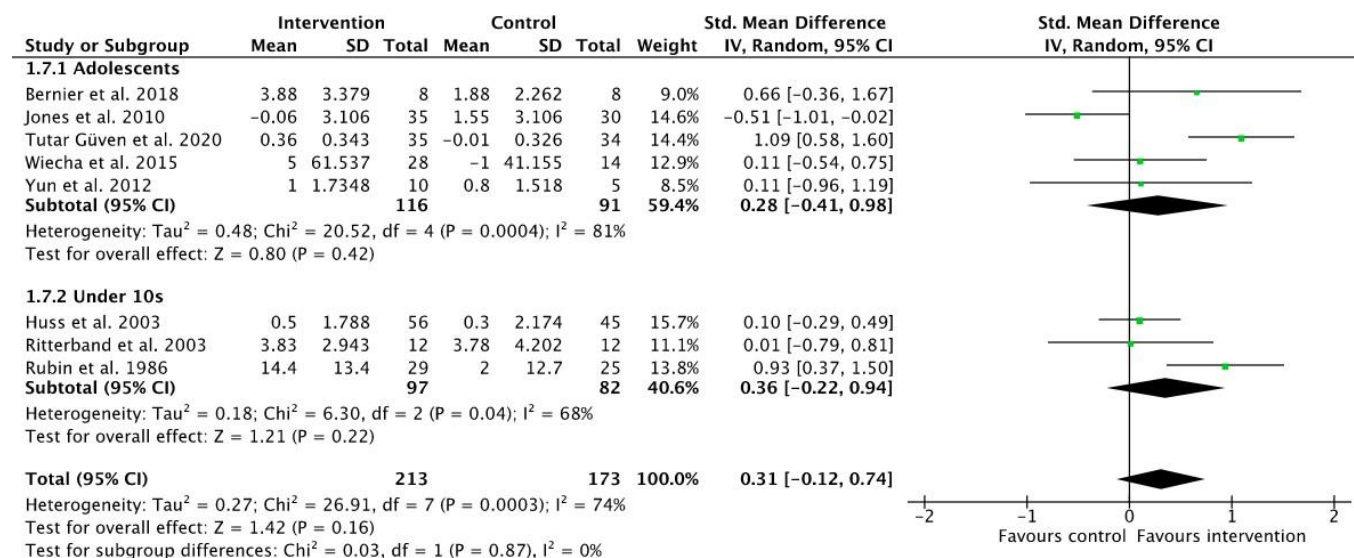 Intervention Control Std. Mean Difference Std. Mean Difference
Study or Subgroup Mean SD Total Mean SD Total Weight IV, Random, 95% CI IV, Random, 95% CI
1.7.1 Adolescents
Bernier et al. 2018 3.88 3.379 8 1.88 2.262 8 9.0% 0.66 [−0.36, 1.67]
Jones et al. 2010 −0.06 3.106 35 1.55 3.106 30 14.6% −0.51 [−1.01, −0.02]
Tutar Güven et al. 2020 0.36 0.343 35 −0.01 0.326 34 14.4% 1.09 [0.58, 1.60]
Wiecha et al. 2015 5 61.537 28 −1 41.155 14 12.9% 0.11 [−0.54, 0.75]
Yun et al. 2012 1 1.7348 10 0.8 1.518 5 8.5% 0.11 [−0.96, 1.19]
Subtotal (95% CI) 116 91 59.4% 0.28 [−0.41, 0.98]
Heterogeneity: Tau² = 0.48; Chi² = 20.52, df = 4 (P = 0.0004); I² = 81%
Test for overall effect: Z = 0.80 (P = 0.42)
1.7.2 Under 10s
Huss et al. 2003 0.5 1.788 56 0.3 2.174 45 15.7% 0.10 [−0.29, 0.49]
Ritterband et al. 2003 3.83 2.943 12 3.78 4.202 12 11.1% 0.01 [−0.79, 0.81]
Rubin et al. 1986 14.4 13.4 29 2 12.7 25 13.8% 0.93 [0.37, 1.50]
Subtotal (95% CI) 97 82 40.6% 0.36 [−0.22, 0.94]
Heterogeneity: Tau² = 0.18; Chi² = 6.30, df = 2 (P = 0.04); I² = 68%
Test for overall effect: Z = 1.21 (P = 0.22)
Total (95% CI) 213 173 100.0% 0.31 [−0.12, 0.74]
Heterogeneity: Tau² = 0.27; Chi² = 26.91, df = 7 (P = 0.0003); I² = 74%
−2 −1 0 1 2
Test for overall effect: Z = 1.42 (P = 0.16)
Favours control Favours intervention
Test for subgroup differences: Chi² = 0.03, df = 1 (P = 0.87), I² = 0%